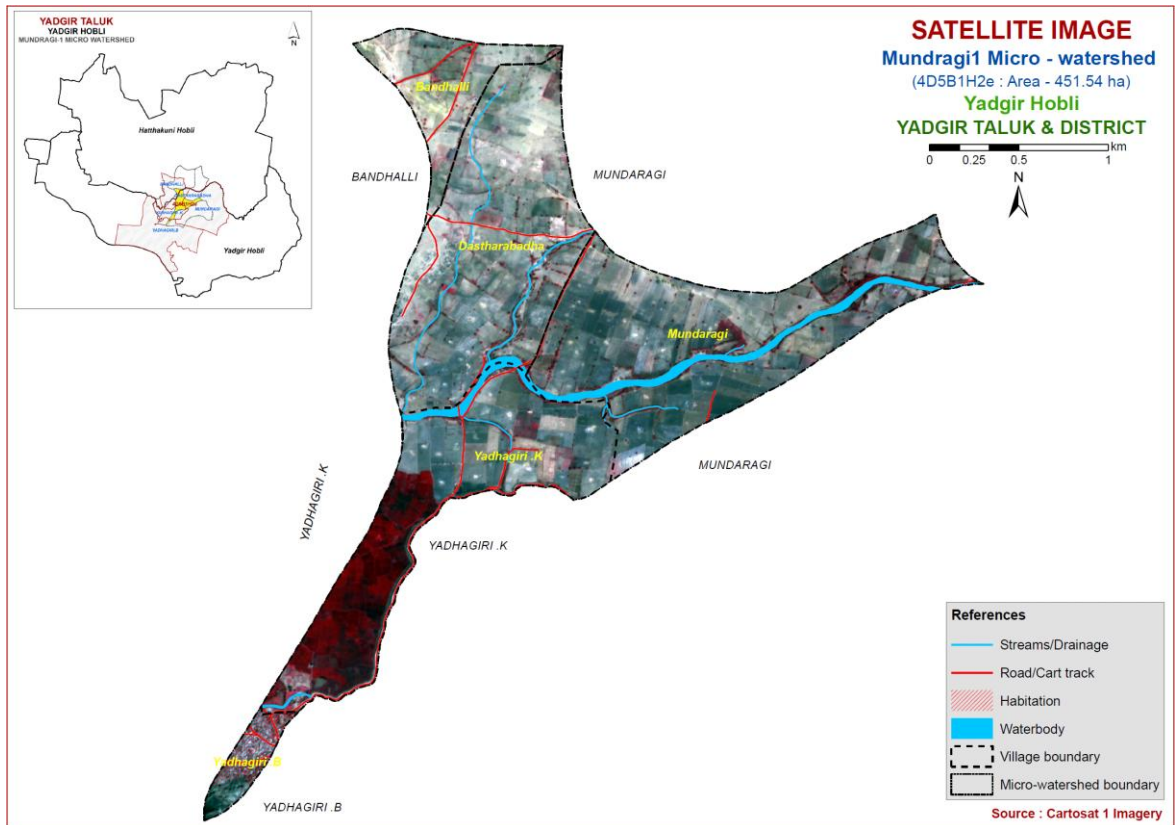 YADGIR TALUK
YADGIR HOBLI
MUNDRAGI-1 MICRO WATERSHED
N
Hatthakuni Hobli
BANDHALLI
MUNDARAGI
YADHAGIRI.B
Yadgir Hobli
SATELLITE IMAGE
Mundragi1 Micro - watershed
(4D5B1H2e : Area - 451.54 ha)
Yadgir Hobli
YADGIR TALUK & DISTRICT
km
0 0.25 0.5 1
N
Bandhalli
BANDHALLI
MUNDARAGI
Dastharabadha
Mundaragi
Yadhagiri .K
MUNDARAGI
YADHAGIRI .K
YADHAGIRI .K
Yadhagiri .B
YADHAGIRI .B
References
Streams/Drainage
Road/Cart track
Habitation
Waterbody
Village boundary
Micro-watershed boundary
Source : Cartosat 1 Imagery